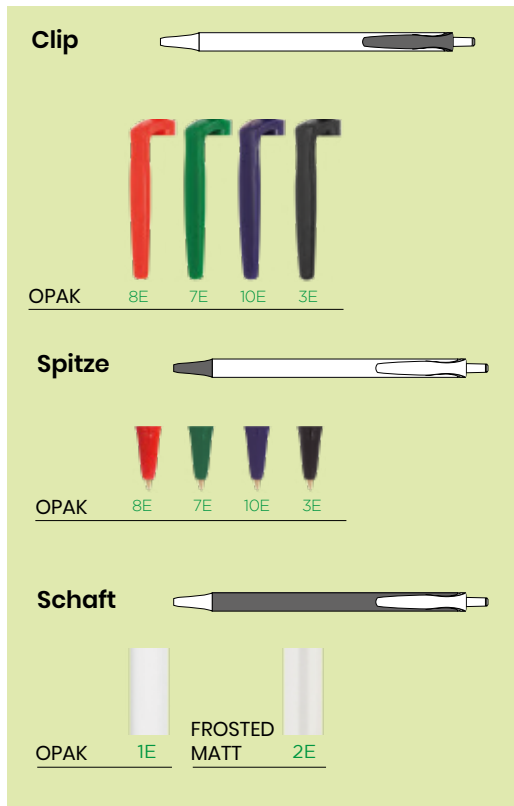 Clip
OPAK 8E 7E 10E 3E
Spitze
OPAK 8E 7E 10E 3E
Schaft
FROSTED
OPAK 1E MATT 2E